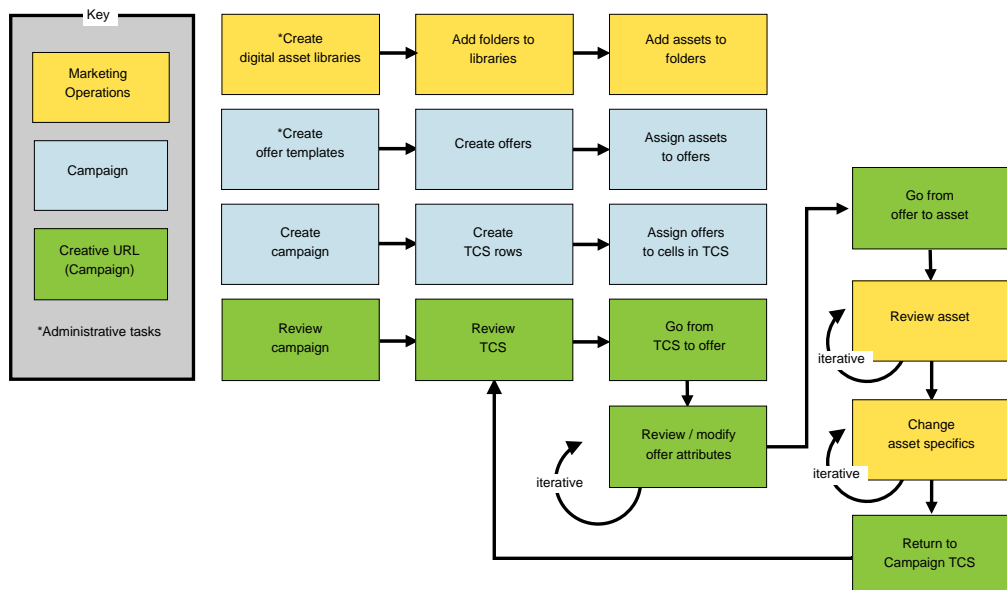 Key
Marketing
Operations
Campaign
Creative URL
(Campaign)
*Administrative tasks
*Create
digital asset libraries
Add folders to
libraries
Add assets to
folders
*Create
offer templates
Create offers
Assign assets
to offers
Create
campaign
Create
TCS rows
Assign offers
to cells in TCS
Review
campaign
Review
TCS
Go from
TCS to offer
Review / modify
offer attributes
iterative
Go from
offer to asset
Review asset
iterative
Change
asset specifics
iterative
Return to
Campaign TCS